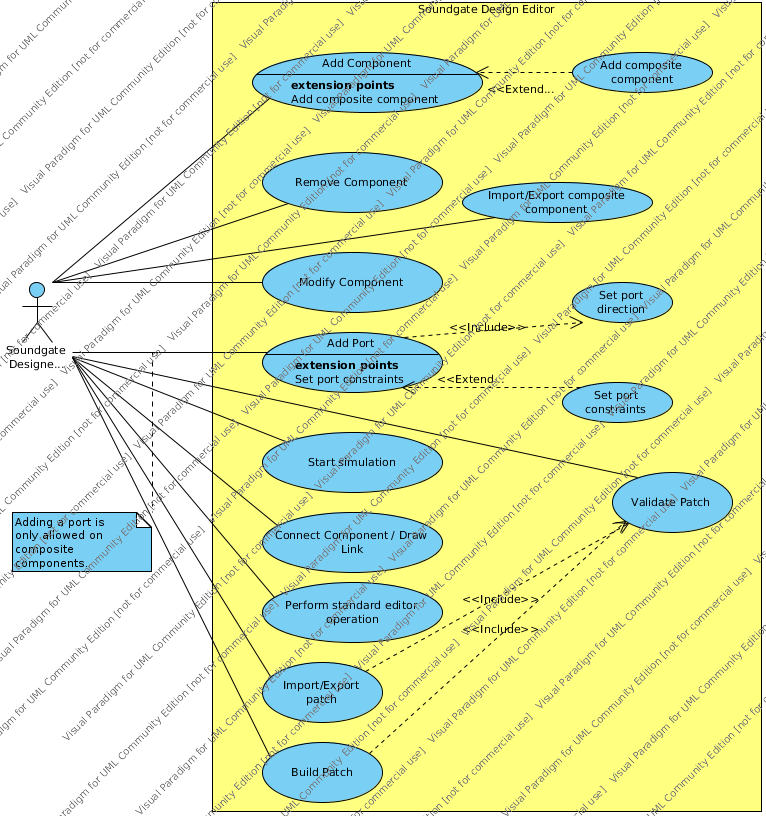 Soundgate Design Editor
Add Component
extension points
Add composite component
<<Extend...
Add composite
component
Remove Component
Import/Export composite
component
Modify Component
Set port
direction
<<Include>>
Add Port
extension points
Set port constraints
<<Extend...
Set port
constraints
Soundgate
Designe...
Start simulation
Validate Patch
Adding a port is
only allowed on
composite
components.
Connect Component / Draw
Link
Perform standard editor
operation
<<Include>>
<<Include>>
Import/Export
patch
Build Patch
Visual Paradigm for UML Community Edition [not for commercial use]